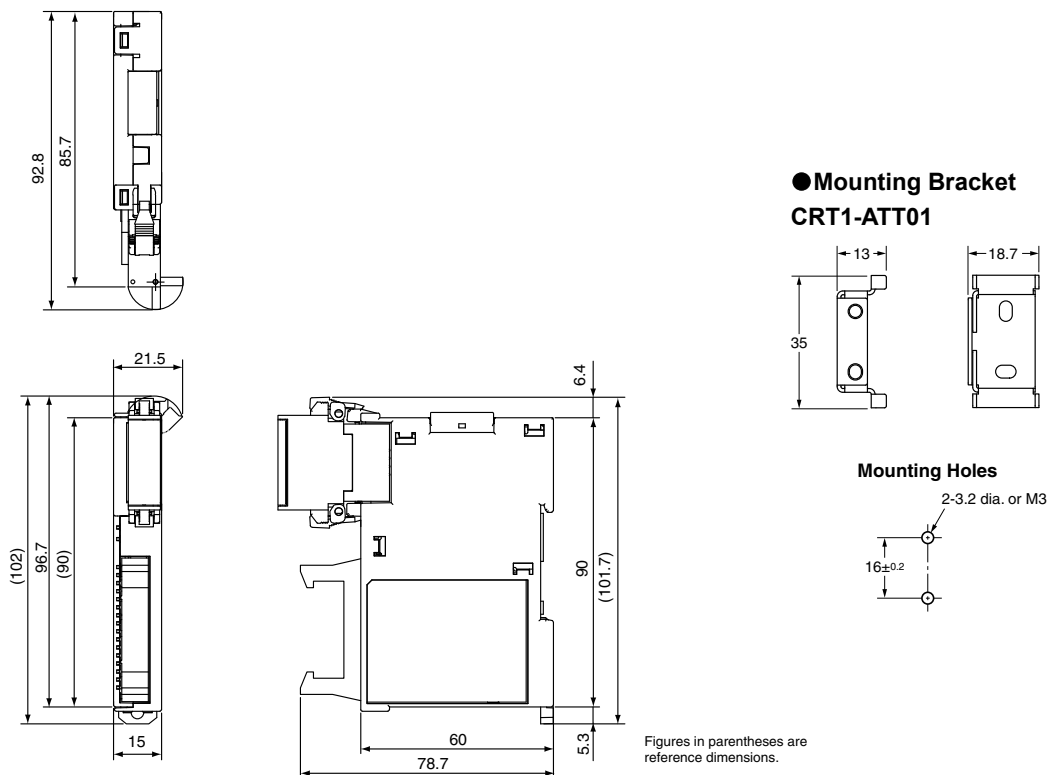 92.8
85.7
●Mounting Bracket
CRT1-ATT01
13
18.7
35
21.5
6.4
(102)
96.7
(90)
90
(101.7)
Mounting Holes
2-3.2 dia. or M3
16±0.2
15
60
78.7
5.3
Figures in parentheses are
reference dimensions.